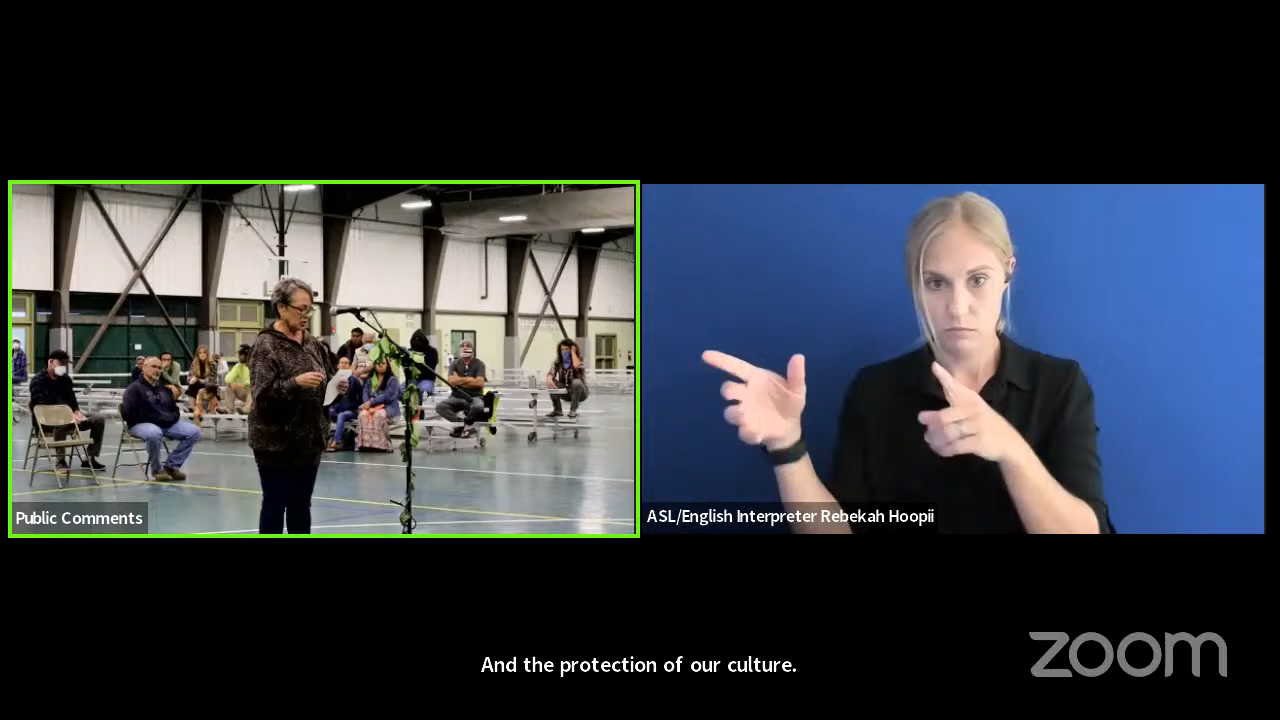 Public Comments
ASL/English Interpreter Rebekah Hoopii
And the protection of our culture.
zoom